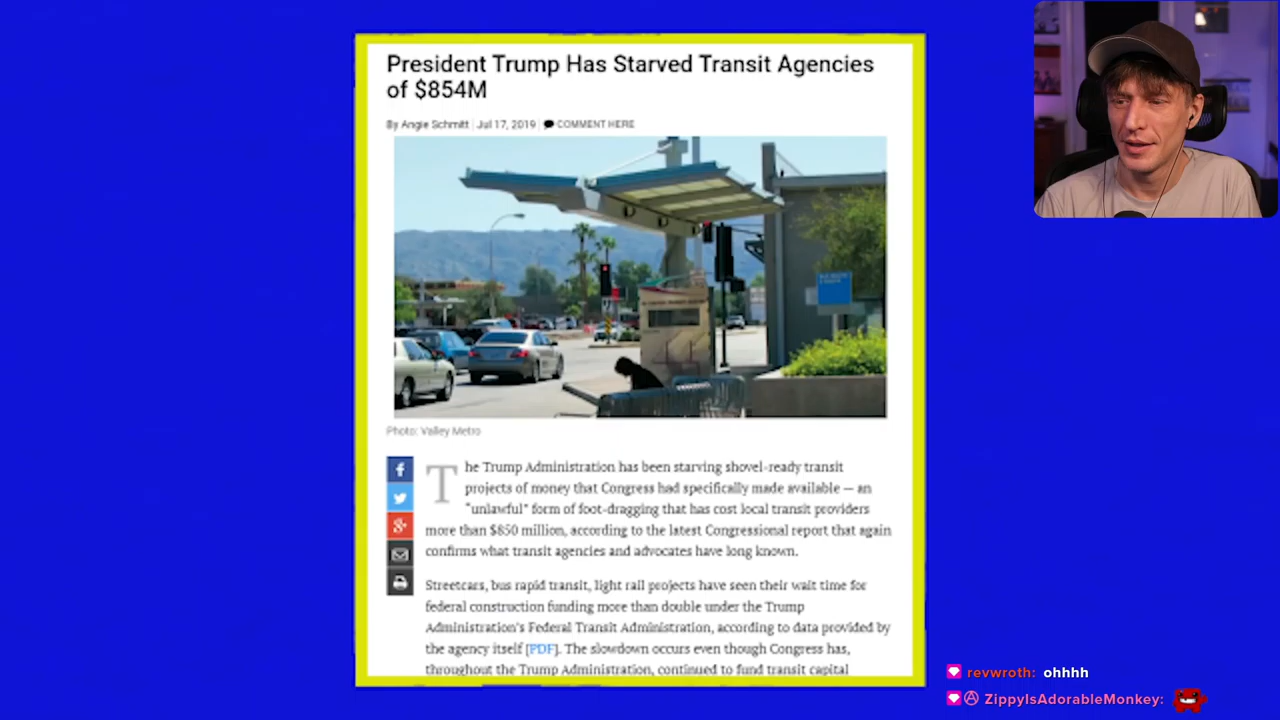 President Trump Has Starved Transit Agencies
of $854M
By Angie Schmitt | Jul 17, 2019 | COMMENT HERE
Photo: Valley Metro
The Trump Administration has been starving shovel-ready transit
projects of money that Congress had specifically made available — an
"unlawful" form of foot-dragging that has cost local transit providers
more than $850 million, according to the latest Congressional report that again
confirms what transit agencies and advocates have long known.
Streetcars, bus rapid transit, light rail projects have seen their wait time for
federal construction funding more than double under the Trump
Administration's Federal Transit Administration, according to data provided by
the agency itself [PDF]. The slowdown occurs even though Congress has,
throughout the Trump Administration, continued to fund transit capital
revwroth: ohhhh
ZippyIsAdorableMonkey: